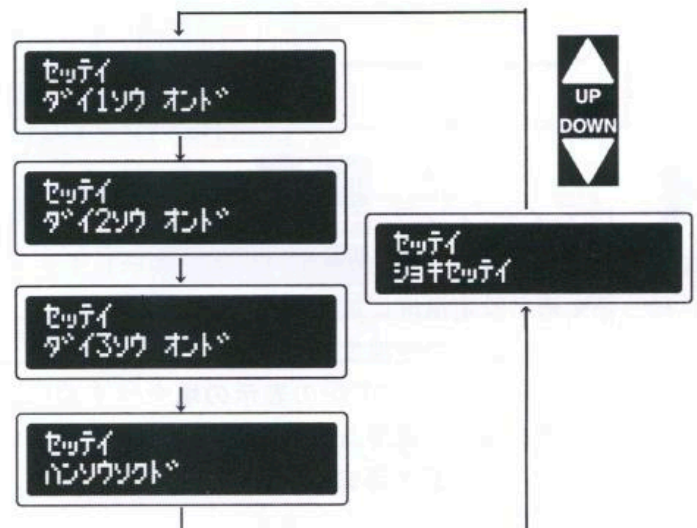 セッテイ
ダイ1ソウ オンド
セッテイ
ダイ2ソウ オンド
セッテイ
ダイ3ソウ オンド
セッテイ
ハンソウソクド
セッテイ
ショキセッテイ
UP
DOWN